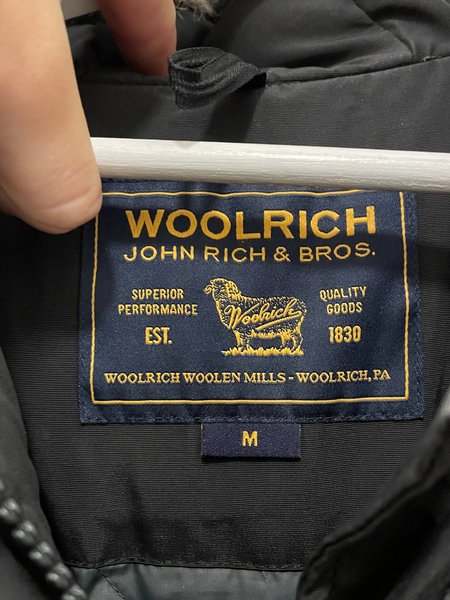 WOOLRICH
JOHN RICH & BROS.
SUPERIOR
PERFORMANCE
EST.
Woolrich
QUALITY
GOODS
1830
WOOLRICH WOOLEN MILLS - WOOLRICH, PA
M